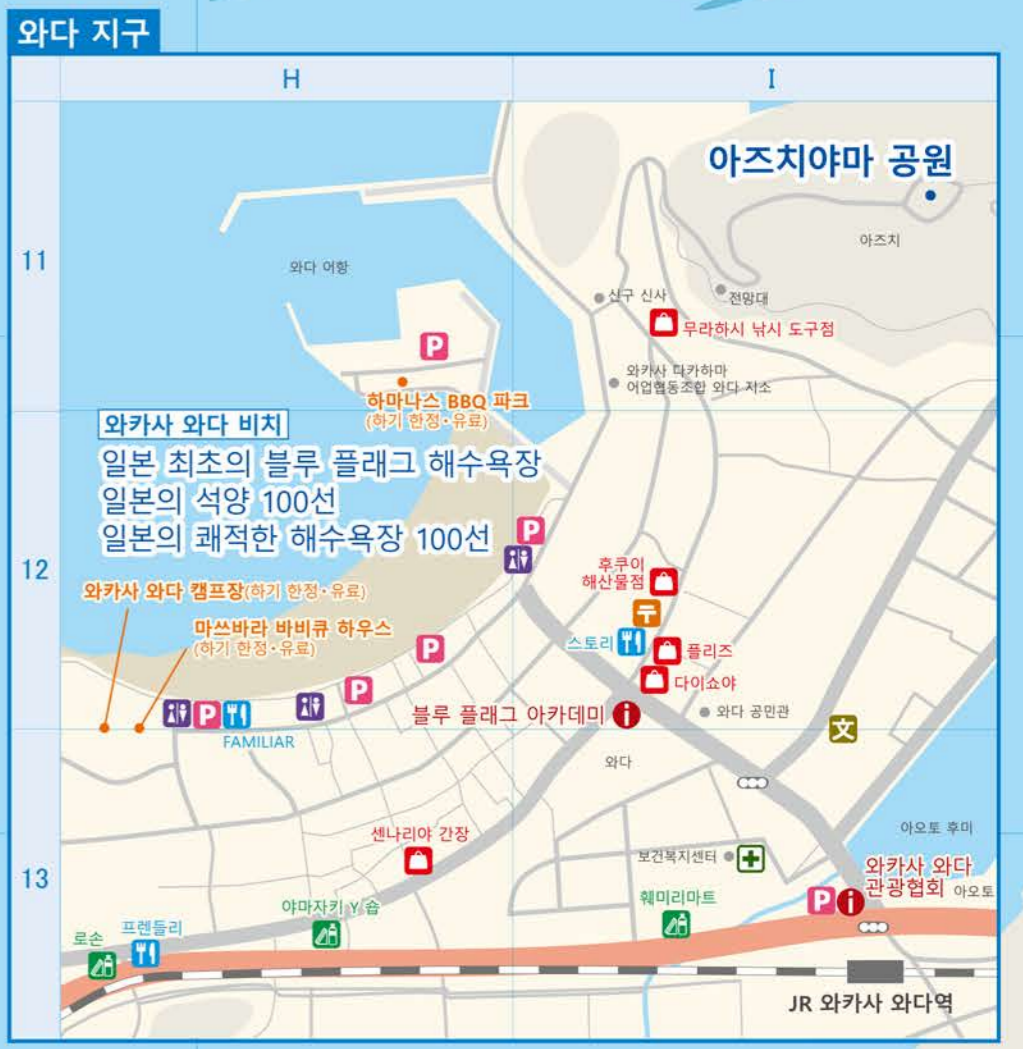 와다 지구
H
I
아즈치야마 공원
아즈치
11
와다 어항
신구 신사
전망대
P
무라하시 낚시 도구점
와카사 다카하마
어업협동조합 와다 지소
하마나스 BBQ 파크
(하기 한정・유료)
와카사 와다 비치
일본 최초의 블루 플래그 해수욕장
일본의 석양 100선
일본의 쾌적한 해수욕장 100선
P
12
후쿠이
해산물점
와카사 와다 캠프장(하기 한정・유료)
〒
마쓰바라 바비큐 하우스
(하기 한정・유료)
스토리
P
플리즈
다이쇼야
P
P
블루 플래그 아카데미
i
와다 공민관
文
FAMILIAR
와다
아오토 후미
센나리야 간장
보건복지센터
13
와카사 와다
관광협회
아오토
P
i
야마자키 Y 숍
훼미리마트
프렌들리
로손
JR 와카사 와다역